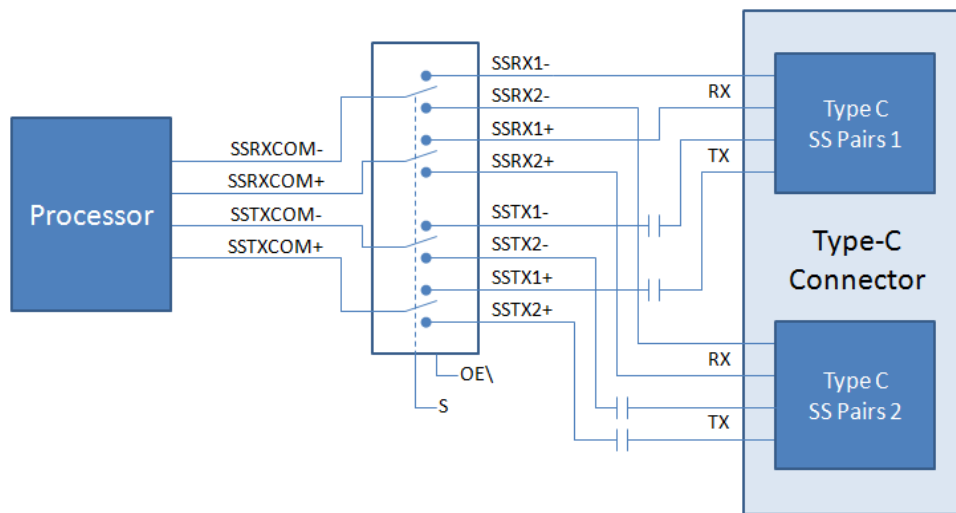 Processor
SSRXCOM-
SSRXCOM+
SSTXCOM-
SSTXCOM+
SSRX1-
SSRX2-
SSRX1+
SSRX2+
SSTX1-
SSTX2-
SSTX1+
SSTX2+
OE\
S
RX
TX
Type C
SS Pairs 1
Type-C
Connector
RX
TX
Type C
SS Pairs 2